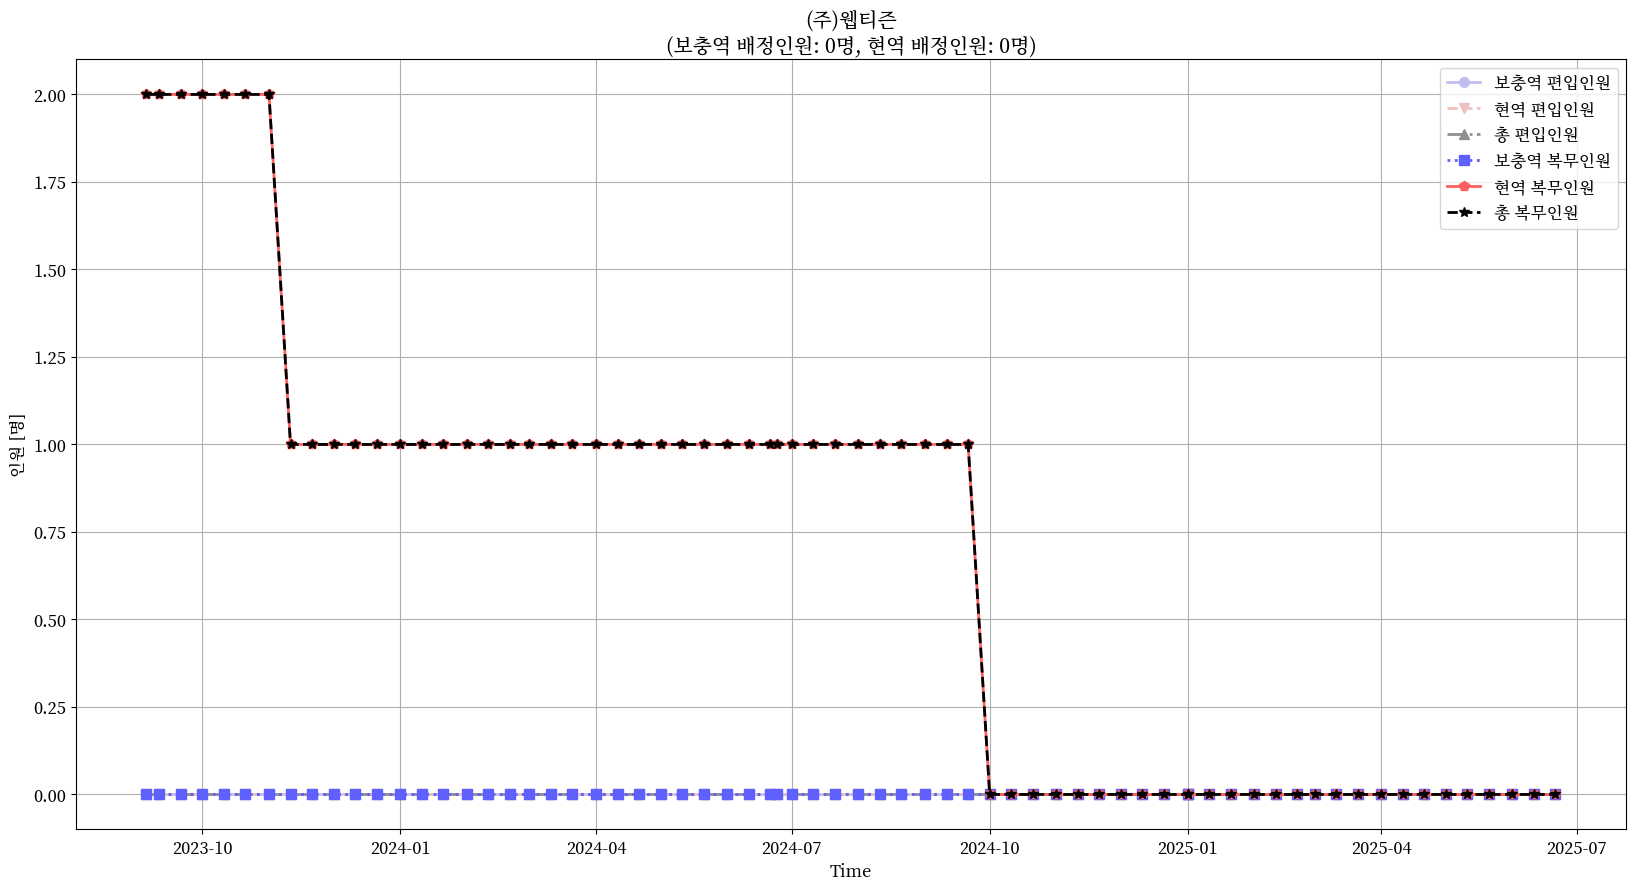 (주)웹티즌
(보충역 배정인원: 0명, 현역 배정인원: 0명)
보충역 편입인원
현역 편입인원
총 편입인원
보충역 복무인원
현역 복무인원
총 복무인원
2.00
1.75
1.50
1.25
1.00
0.75
0.50
0.25
0.00
인원 [명]
2023-10 2024-01 2024-04 2024-07 2024-10 2025-01 2025-04 2025-07
Time